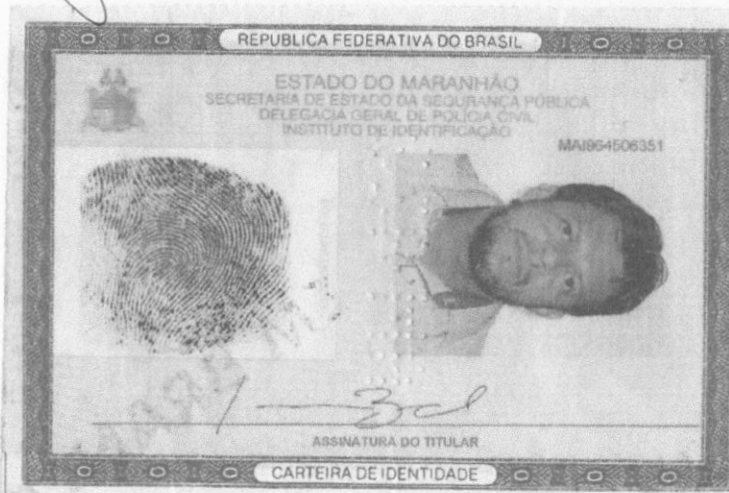 REPUBLICA FEDERATIVA DO BRASIL
ESTADO DO MARANHÃO
SECRETARIA DE ESTADO DA SEGURANÇA PÚBLICA
DELEGACIA GERAL DE POLÍCIA CIVIL
INSTITUTO DE IDENTIFICAÇÃO
MAI964506351
ASSINATURA DO TITULAR
CARTEIRA DE IDENTIDADE